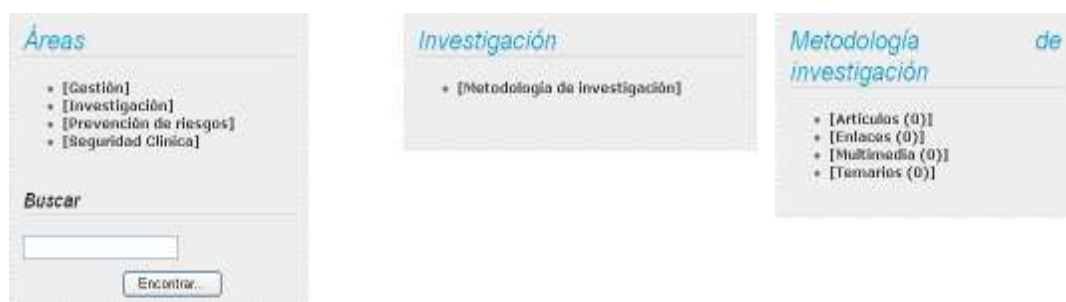 Áreas
[Gestión]
[Investigación]
[Prevención de riesgos]
[Seguridad Clínica]
Buscar
Encontrar...
Investigación
[Metodología de investigación]
Metodología de
investigación
[Artículos (0)]
[Enlaces (0)]
[Multimedia (0)]
[Temarios (0)]